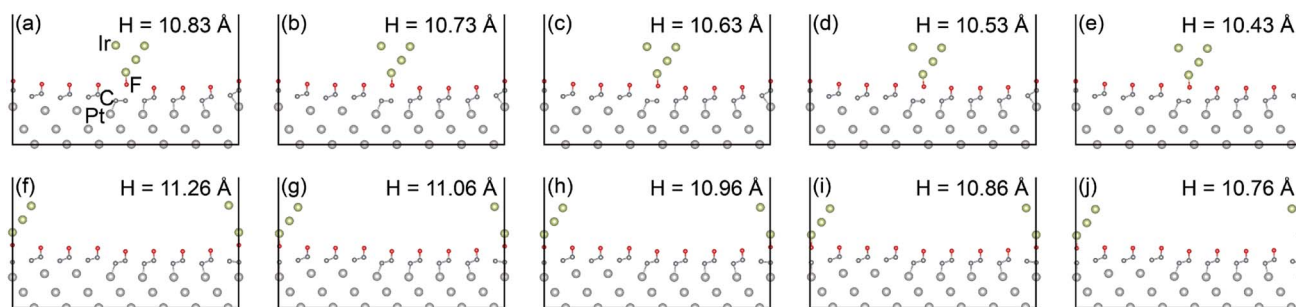 (a) H = 10.83 Å
Ir
F
C
Pt
(b) H = 10.73 Å
(c) H = 10.63 Å
(d) H = 10.53 Å
(e) H = 10.43 Å
(f) H = 11.26 Å
(g) H = 11.06 Å
(h) H = 10.96 Å
(i) H = 10.86 Å
(j) H = 10.76 Å